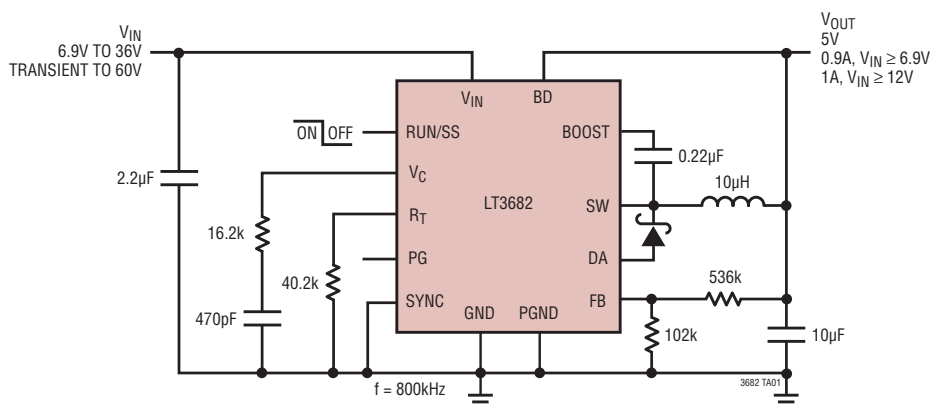 VIN
6.9V TO 36V
TRANSIENT TO 60V
VOUT
5V
0.9A, VIN ≥ 6.9V
1A, VIN ≥ 12V
VIN
BD
ON OFF
RUN/SS
BOOST
0.22µF
2.2µF
VC
10µH
LT3682
SW
16.2k
RT
PG
DA
40.2k
536k
SYNC
FB
470pF
GND
PGND
102k
10µF
f = 800kHz
3682 TA01